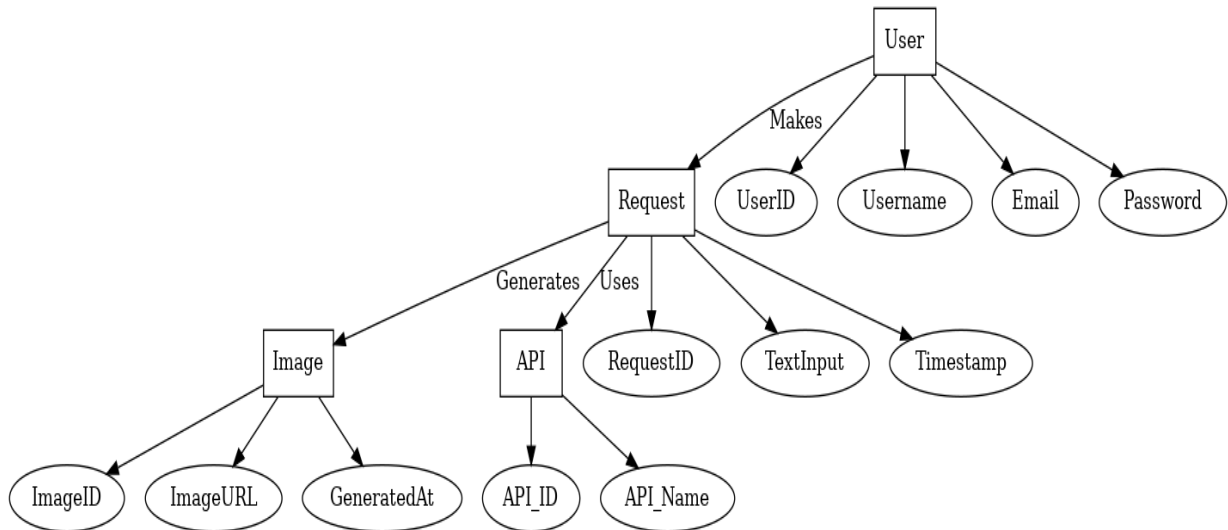 User
Makes
Request
UserID
Username
Email
Password
Generates
Uses
Image
API
RequestID
TextInput
Timestamp
ImageID
ImageURL
GeneratedAt
API_ID
API_Name